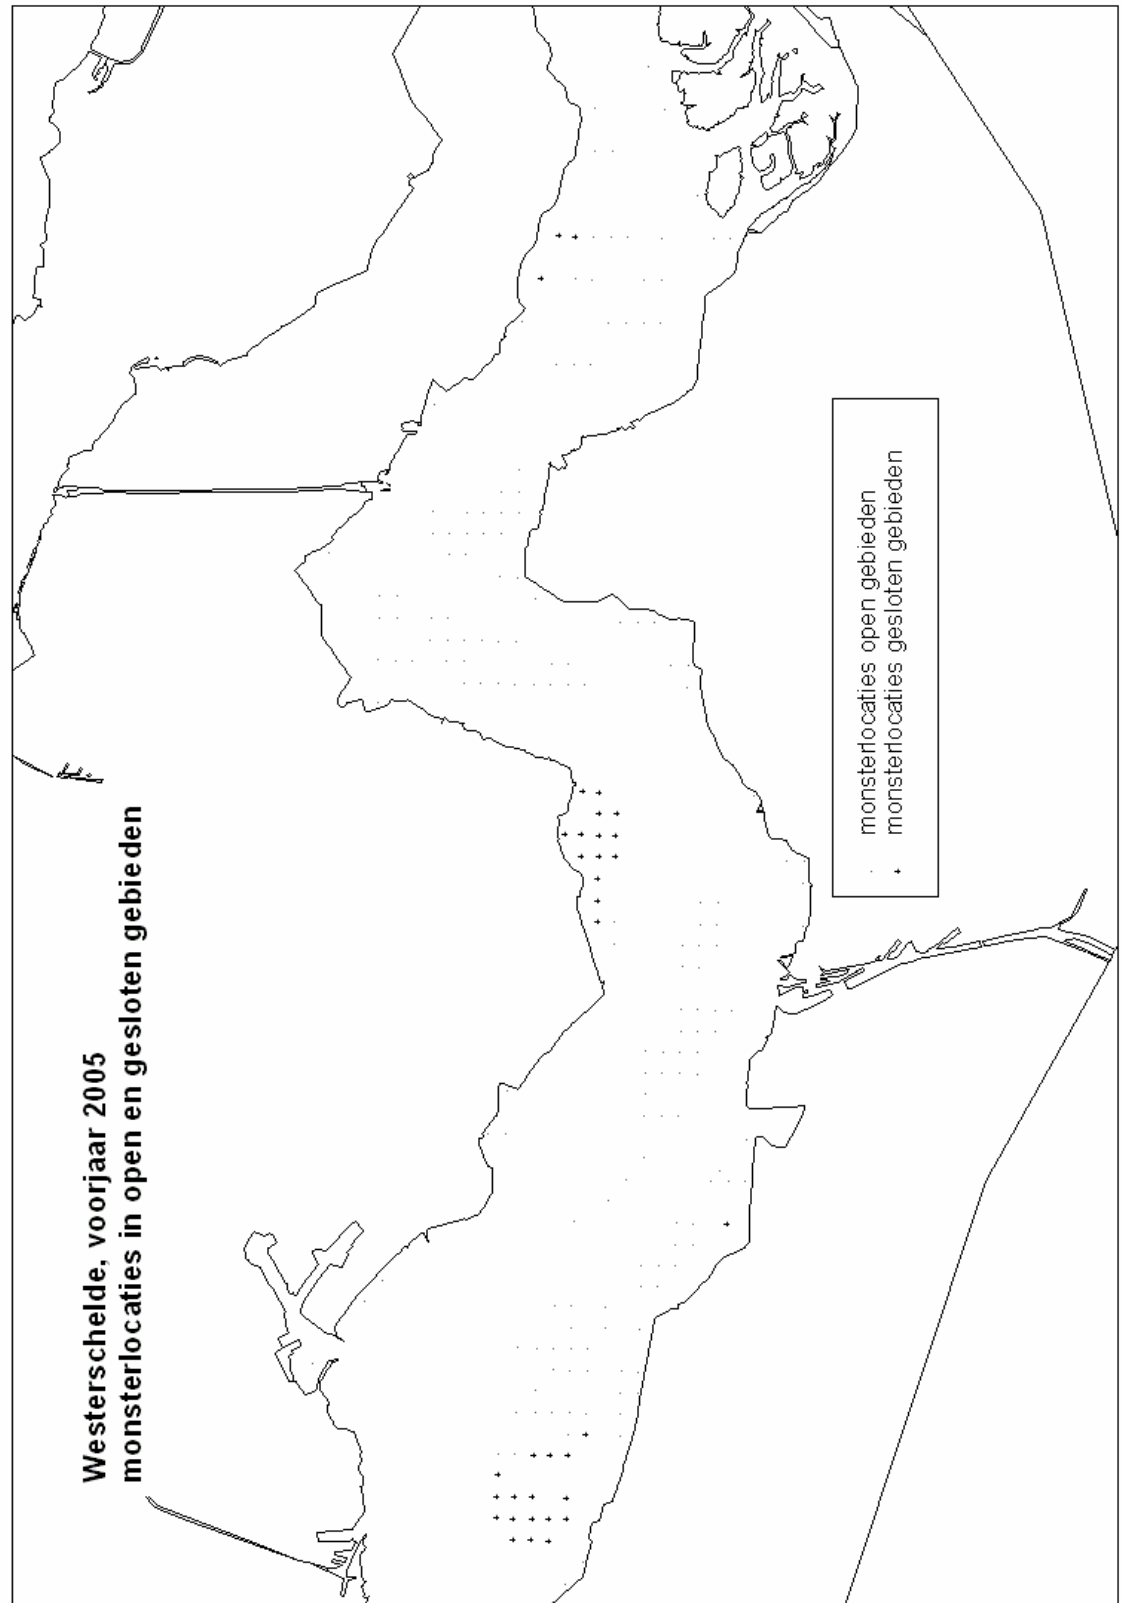 Westerschelde, voorjaar 2005
monsterlocaties in open en gesloten gebieden
monsterlocaties open gebieden
monsterlocaties gesloten gebieden